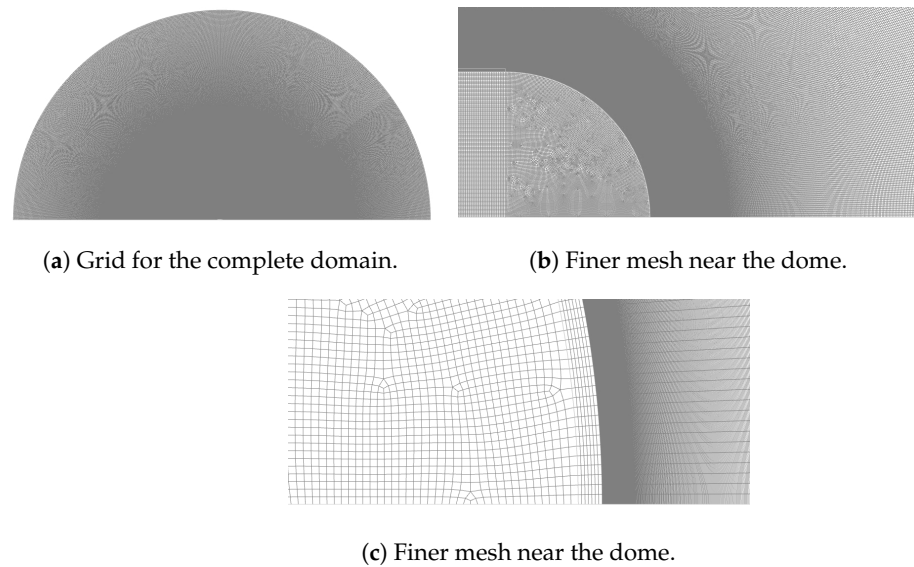 (a) Grid for the complete domain.
(b) Finer mesh near the dome.
(c) Finer mesh near the dome.